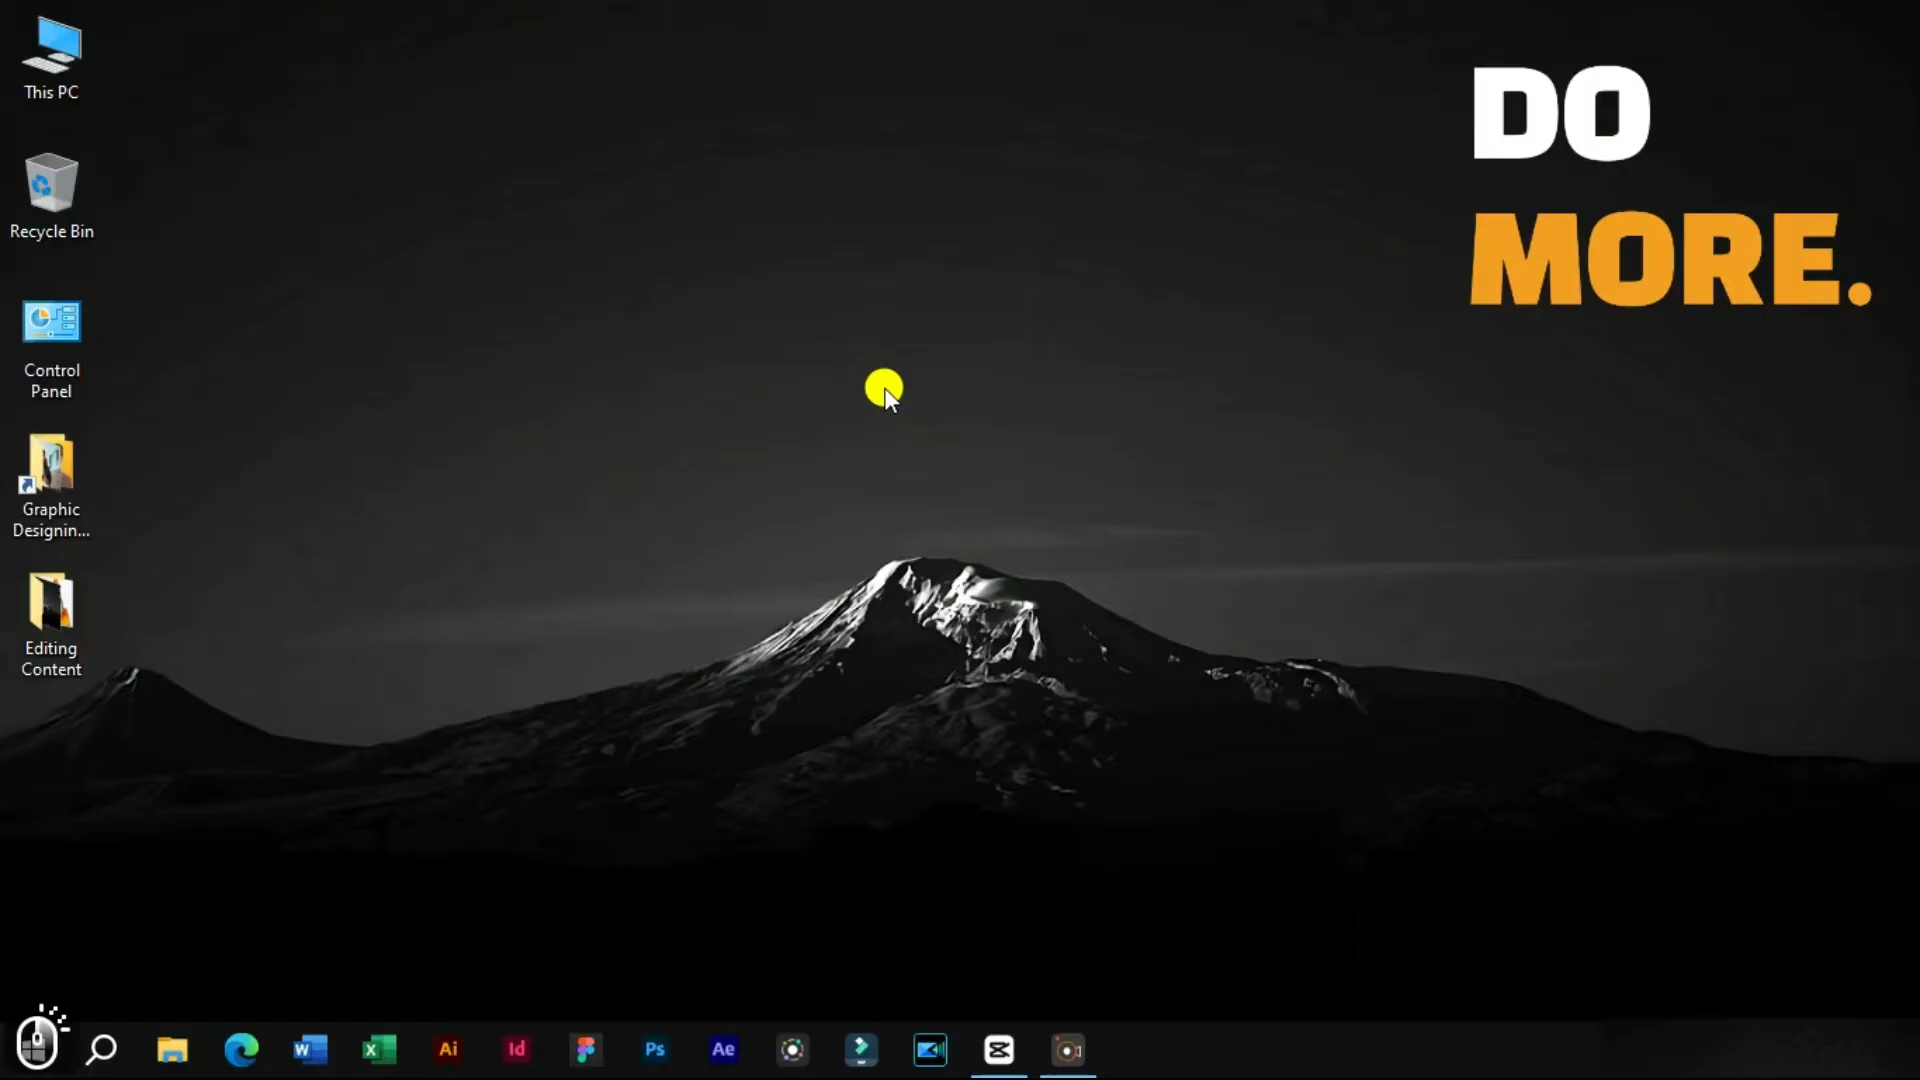 This PC
DO
Recycle Bin
MORE.
Control
Panel
Graphic
Designin...
Editing
Content
W
X
Ai
Id
Ps
Ae